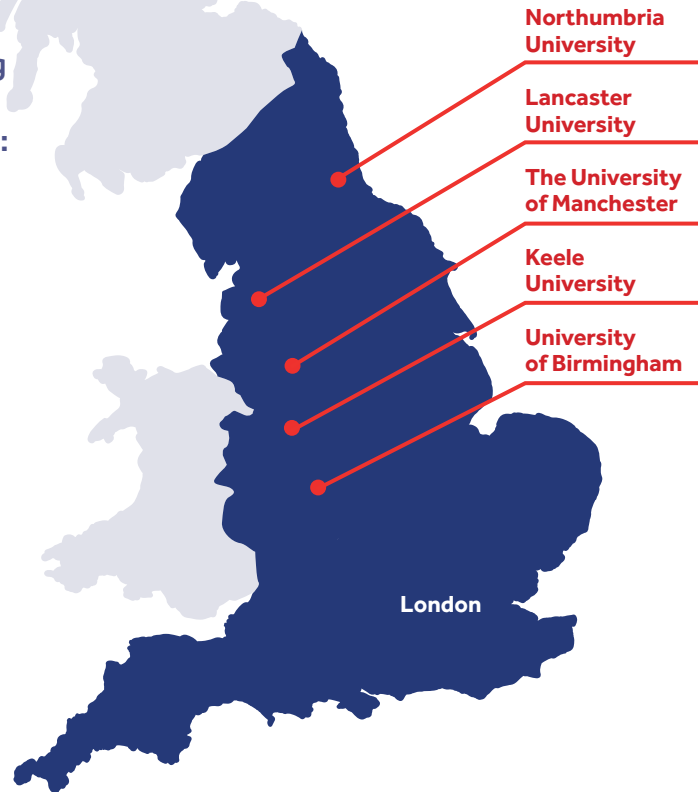 Northumbria
University
Lancaster
University
:
The University
of Manchester
Keele
University
University
of Birmingham
London